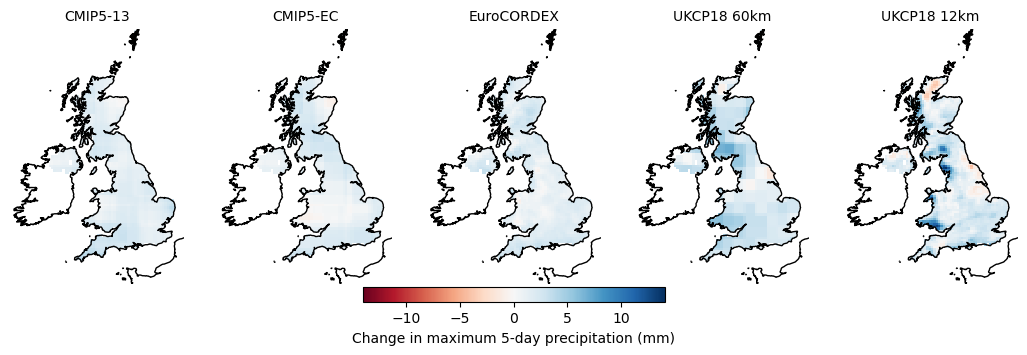 CMIP5-13 CMIP5-EC EuroCORDEX UKCP18 60km UKCP18 12km
−10 −5 0 5 10
Change in maximum 5-day precipitation (mm)